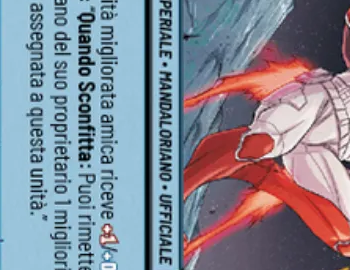 PERIALE • MANDALORIANO • UFFICIALE
ità migliorata amica riceve +1/+0
: "Quando Sconfitta: Puoi rimette
ano del suo proprietario 1 miglior
assegnata a questa unità."